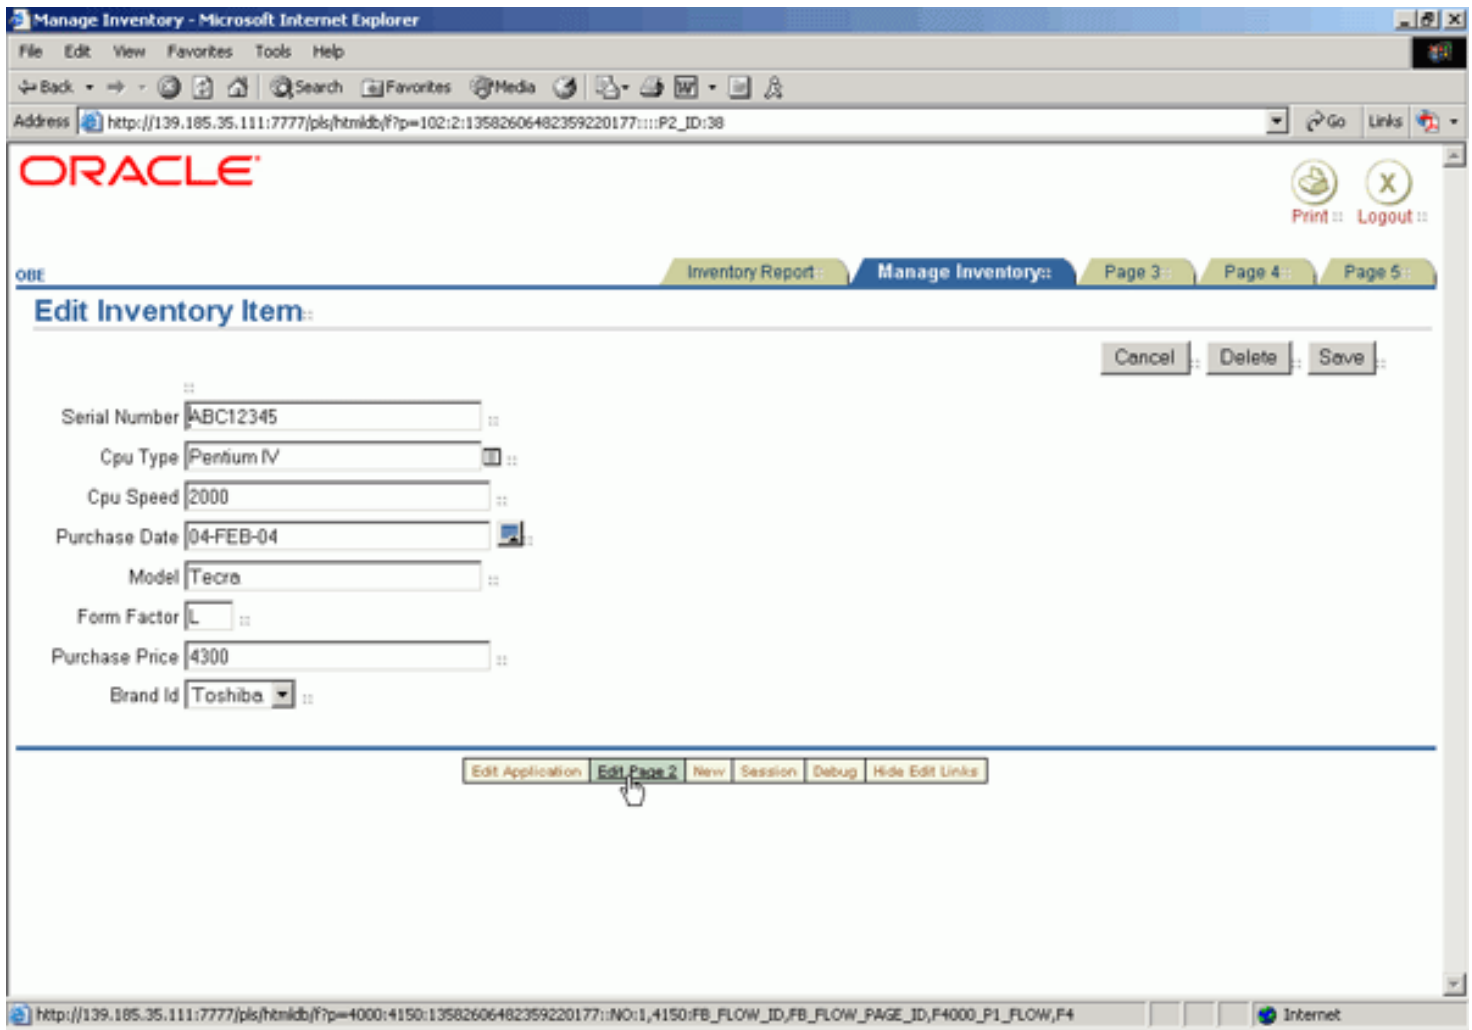 Manage Inventory - Microsoft Internet Explorer
File Edit View Favorites Tools Help
Back Search Favorites Media
Address http://139.185.35.111:7777/pls/htmldb/f?p=102:2:13582606482359220177::::P2_ID:38 Go Links
ORACLE
Print Logout
OBE Inventory Report Manage Inventory Page 3 Page 4 Page 5
Edit Inventory Item
Cancel Delete Save
Serial Number ABC12345
Cpu Type Pentium IV
Cpu Speed 2000
Purchase Date 04-FEB-04
Model Tecra
Form Factor L
Purchase Price 4300
Brand Id Toshiba
Edit Application Edit Page 2 New Session Debug Hide Edit Links
http://139.185.35.111:7777/pls/htmldb/f?p=4000:4150:13582606482359220177::NO:1,4150:FB_FLOW_ID,FB_FLOW_PAGE_ID,F4000_P1_FLOW,F4 Internet